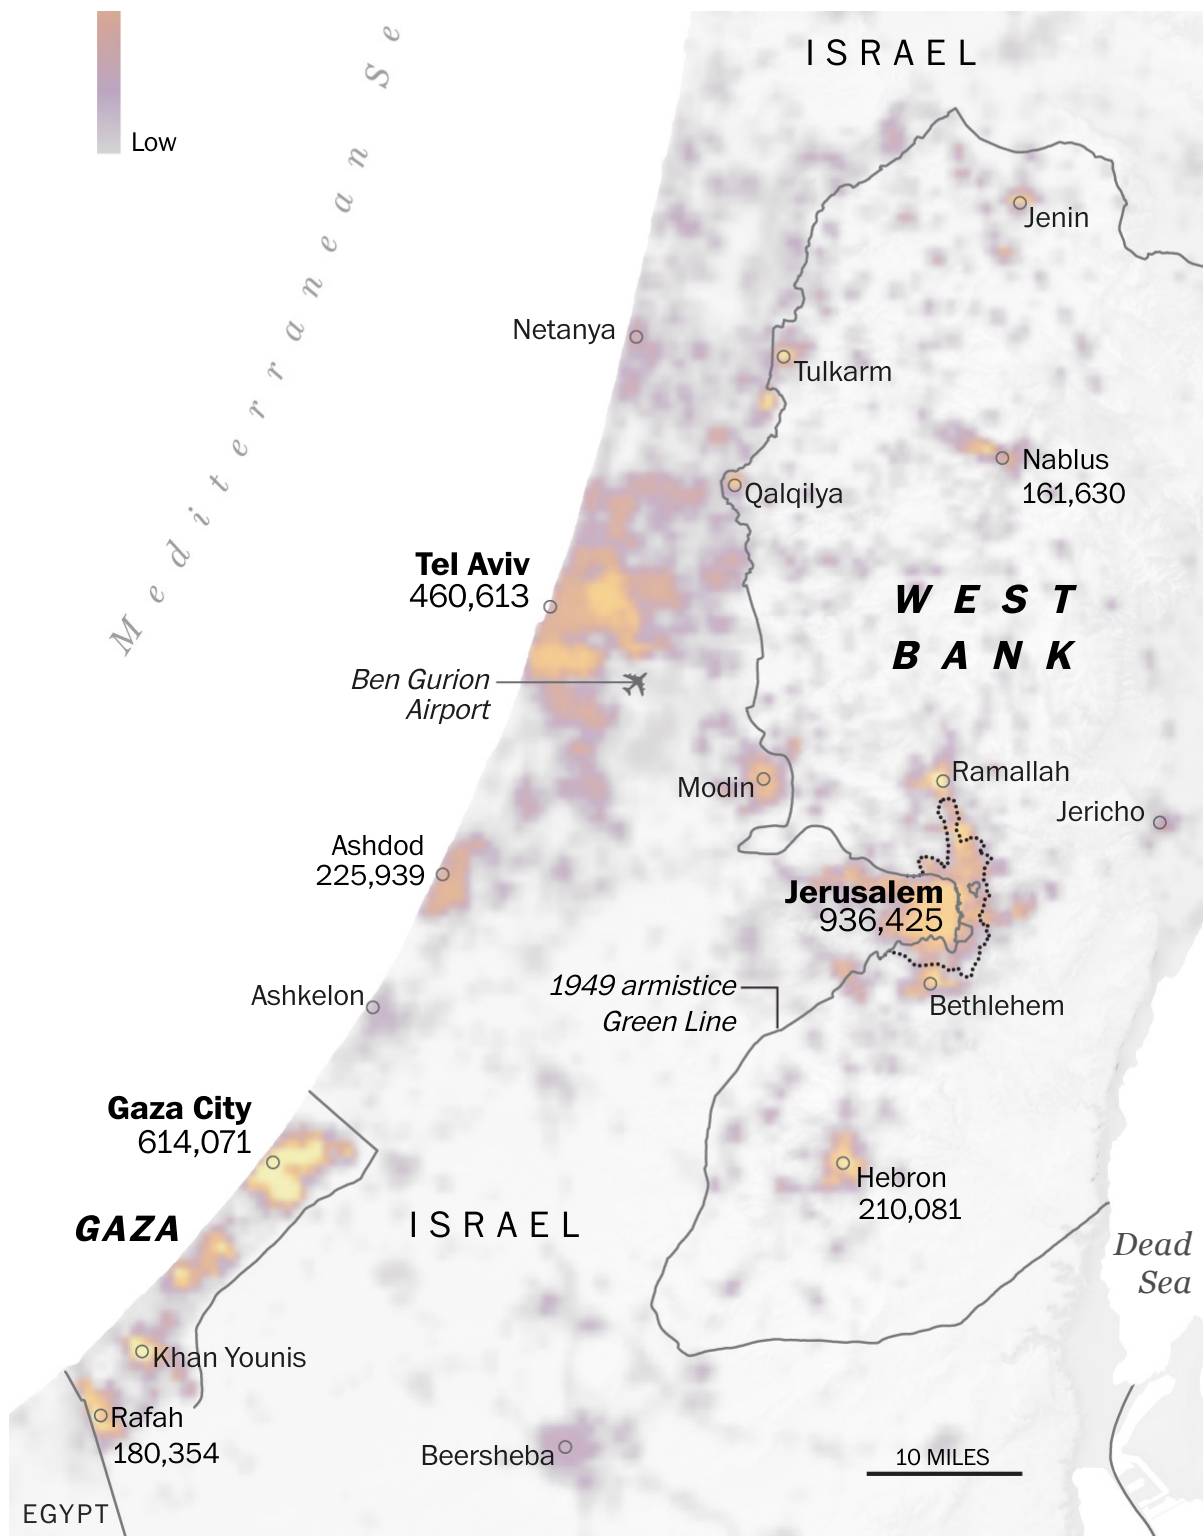 Low
Mediterranean Se
ISRAEL
Jenin
Netanya
Tulkarm
Nablus
161,630
Qalqilya
Tel Aviv
460,613
WEST
BANK
Ben Gurion
Airport
Modin
Ramallah
Jericho
Ashdod
225,939
Jerusalem
936,425
Ashkelon
1949 armistice
Green Line
Bethlehem
Gaza City
614,071
Hebron
210,081
GAZA
ISRAEL
Dead
Sea
Khan Younis
Rafah
180,354
Beersheba
10 MILES
EGYPT